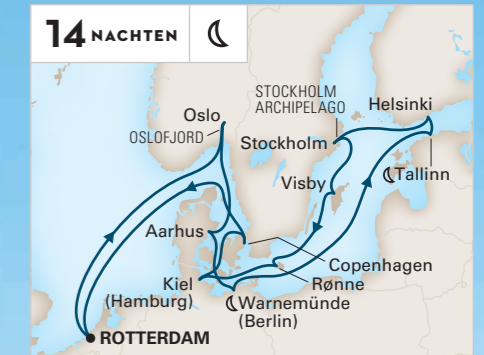 14 NACHTEN
STOCKHOLM
ARCHIPELAGO
Helsinki
Oslo
OSLOFJORD
Stockholm
Tallinn
Visby
Aarhus
Copenhagen
Kiel
(Hamburg)
Rønne
Warnemünde
(Berlin)
ROTTERDAM